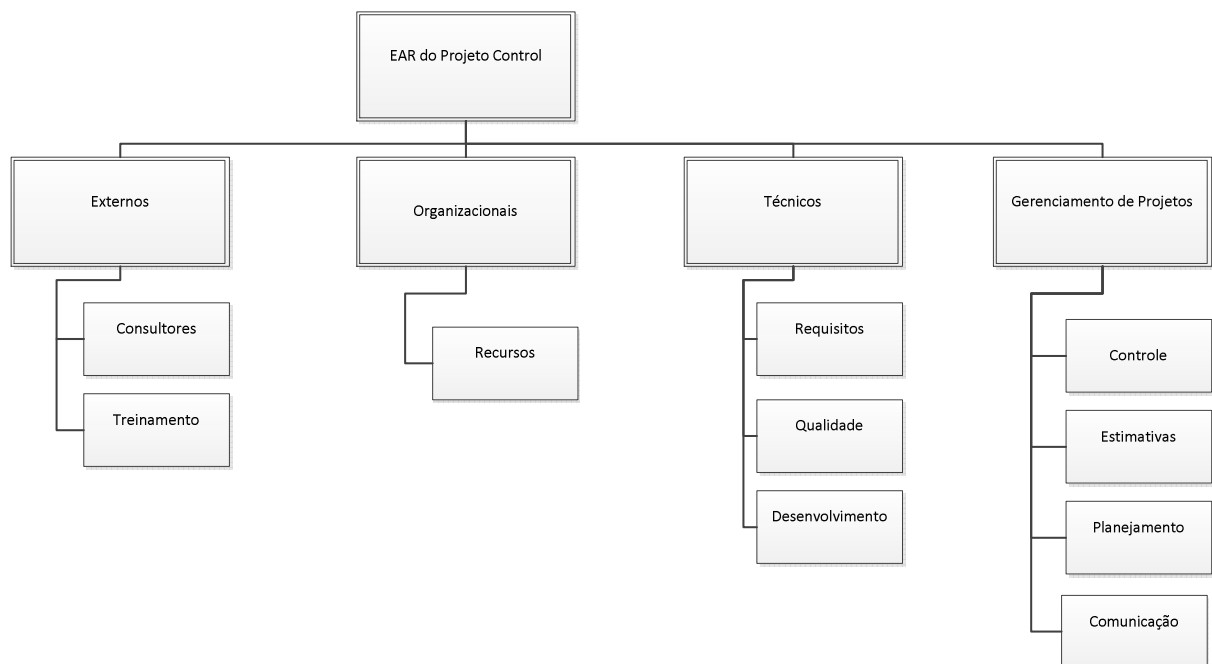 EAR do Projeto Control
Externos
Organizacionais
Técnicos
Gerenciamento de Projetos
Consultores
Treinamento
Recursos
Requisitos
Qualidade
Desenvolvimento
Controle
Estimativas
Planejamento
Comunicação